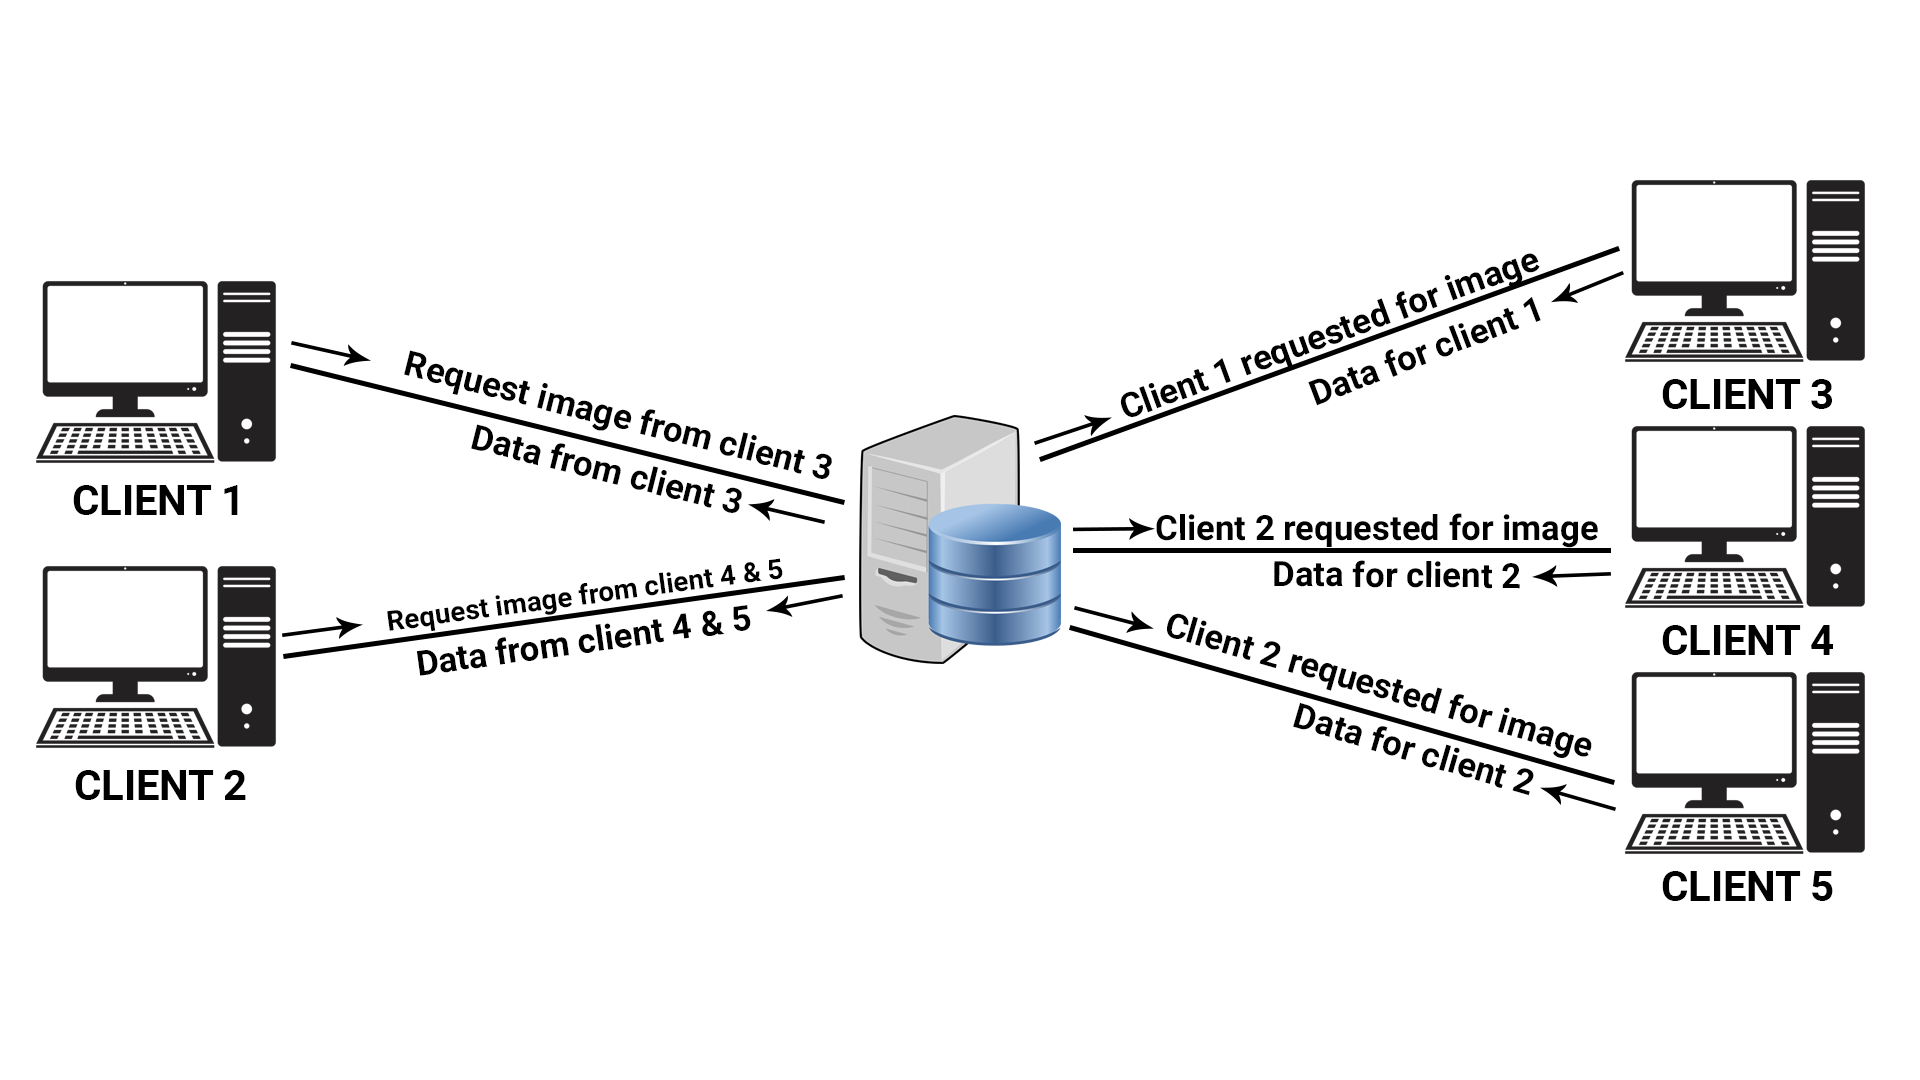 Request image from client 3
Data from client 3
CLIENT 1
Request image from client 4 & 5
Data from client 4 & 5
CLIENT 2
Client 1 requested for image
Data for client 1
CLIENT 3
Client 2 requested for image
Data for client 2
CLIENT 4
Client 2 requested for image
Data for client 2
CLIENT 5